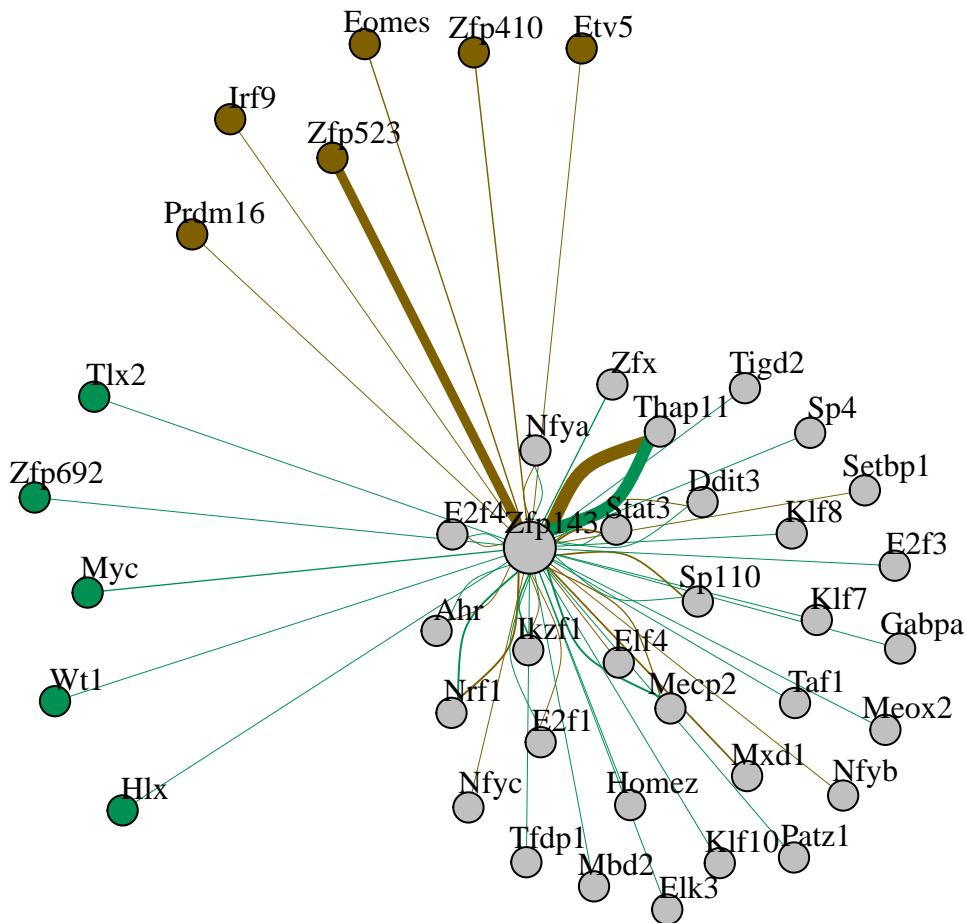 Eomes
Zfp410
Etv5
Irf9
Zfp523
Prdm16
Tlx2
Zfx
Tigd2
Thap11
Sp4
Nfya
Zfp692
Setbp1
Ddit3
E2f4
Zfp143
Stat3
Klf8
E2f3
Myc
Sp110
Ahr
Ikzf1
Klf7
Gabpa
Elf4
Wt1
Nrf1
Mecp2
Taf1
Meox2
E2f1
Mxd1
Nfyb
Hlx
Nfyc
Homez
Tfdp1
Mbd2
Klf10
Patz1
Elk3